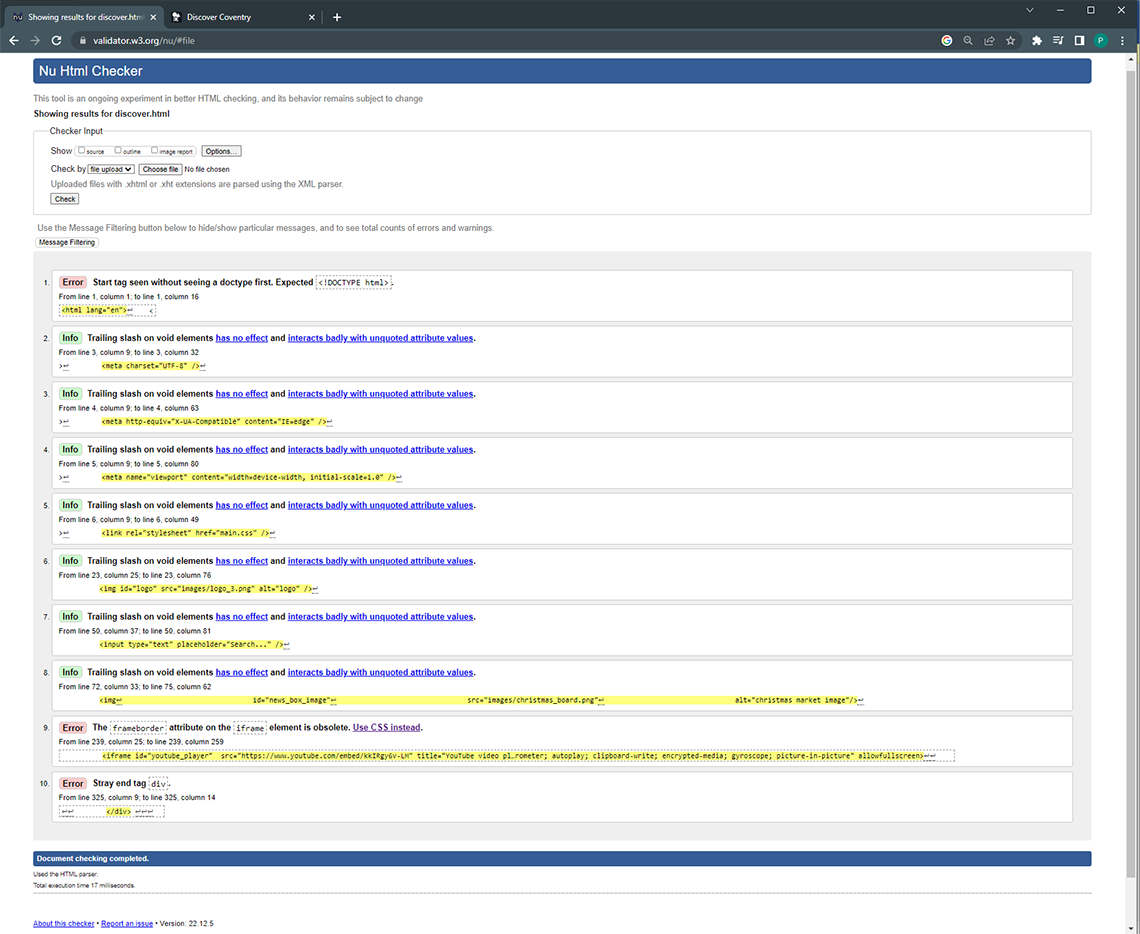 Showing results for discover.html
Discover Coventry
validator.w3.org/nu/#file
P
Nu Html Checker
This tool is an ongoing experiment in better HTML checking, and its behavior remains subject to change
Showing results for discover.html
Checker Input
Show source outline image report Options...
Check by file upload Choose file No file chosen
Uploaded files with .xhtml or .xht extensions are parsed using the XML parser.
Check
Use the Message Filtering button below to hide/show particular messages, and to see total counts of errors and warnings.
Message Filtering
1. Error Start tag seen without seeing a doctype first. Expected <!DOCTYPE html>.
From line 1, column 1; to line 1, column 16
<html lang="en">↩ <
2. Info Trailing slash on void elements has no effect and interacts badly with unquoted attribute values.
From line 3, column 9; to line 3, column 32
>↩ <meta charset="UTF-8" />↩
3. Info Trailing slash on void elements has no effect and interacts badly with unquoted attribute values.
From line 4, column 9; to line 4, column 63
>↩ <meta http-equiv="X-UA-Compatible" content="IE=edge" />↩
4. Info Trailing slash on void elements has no effect and interacts badly with unquoted attribute values.
From line 5, column 9; to line 5, column 80
>↩ <meta name="viewport" content="width=device-width, initial-scale=1.0" />↩
5. Info Trailing slash on void elements has no effect and interacts badly with unquoted attribute values.
From line 6, column 9; to line 6, column 49
>↩ <link rel="stylesheet" href="main.css" />↩
6. Info Trailing slash on void elements has no effect and interacts badly with unquoted attribute values.
From line 23, column 25; to line 23, column 76
<img id="logo" src="images/logo_3.png" alt="logo" />↩
7. Info Trailing slash on void elements has no effect and interacts badly with unquoted attribute values.
From line 50, column 37; to line 50, column 81
<input type="text" placeholder="Search..." />↩
8. Info Trailing slash on void elements has no effect and interacts badly with unquoted attribute values.
From line 72, column 33; to line 75, column 62
<img↩ id="news_box_image"↩ src="images/christmas_board.png"↩ alt="christmas market image"/>↩
9. Error The frameborder attribute on the iframe element is obsolete. Use CSS instead.
From line 239, column 25; to line 239, column 259
<iframe id="youtube_player" src="https://www.youtube.com/embed/kkIRgy6v-LM" title="YouTube video pl…rometer; autoplay; clipboard-write; encrypted-media; gyroscope; picture-in-picture" allowfullscreen>↩↩
10. Error Stray end tag div.
From line 325, column 9; to line 325, column 14
↩↩ </div> ↩↩↩
Document checking completed.
Used the HTML parser.
Total execution time 17 milliseconds.
About this checker • Report an issue • Version: 22.12.5